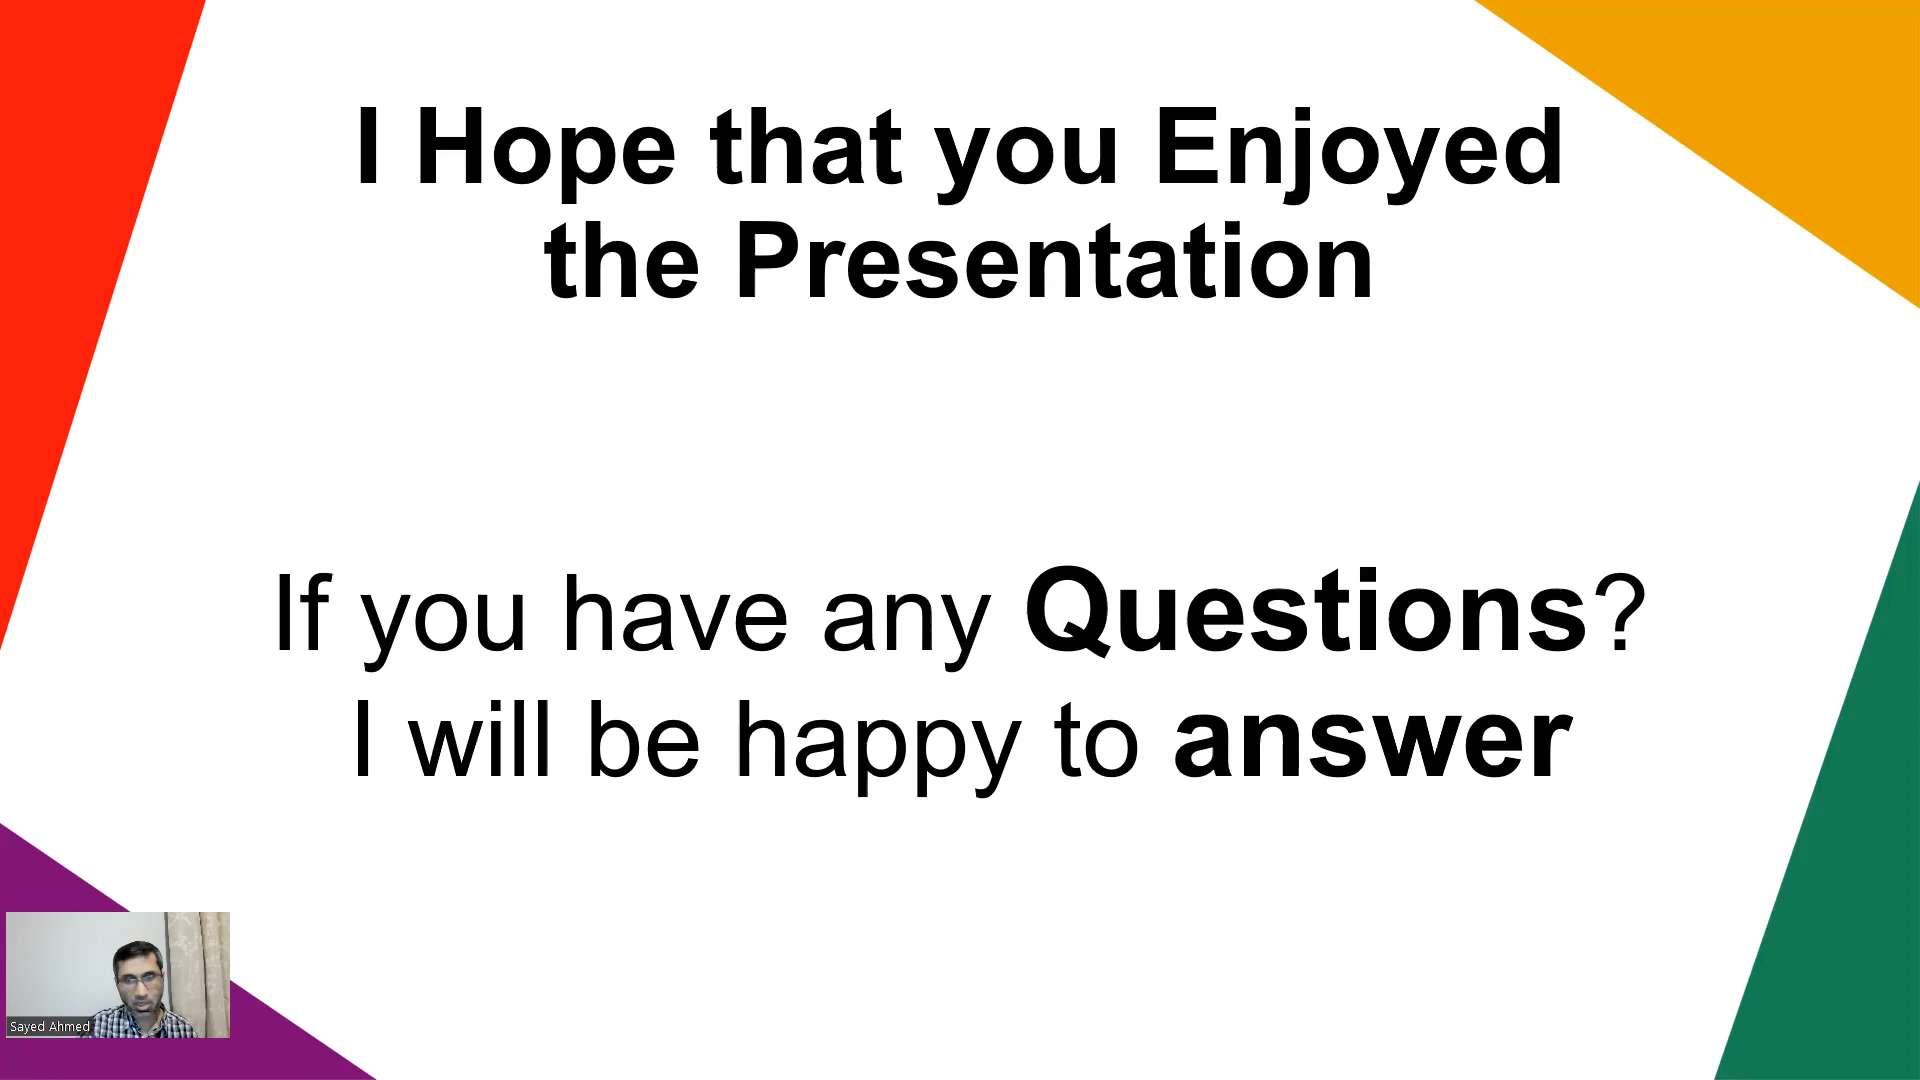 I Hope that you Enjoyed
the Presentation
If you have any Questions?
I will be happy to answer
Sayed Ahmed